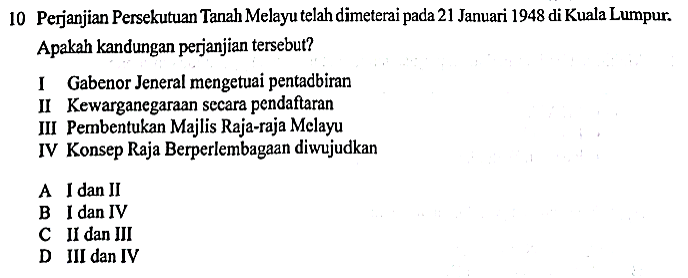 10 Perjanjian Persekutuan Tanah Melayu telah dimeterai pada 21 Januari 1948 di Kuala Lumpur.
Apakah kandungan perjanjian tersebut?
I Gabenor Jeneral mengetuai pentadbiran
II Kewarganegaraan secara pendaftaran
III Pembentukan Majlis Raja-raja Melayu
IV Konsep Raja Berperlembagaan diwujudkan
A I dan II
B I dan IV
C II dan III
D III dan IV